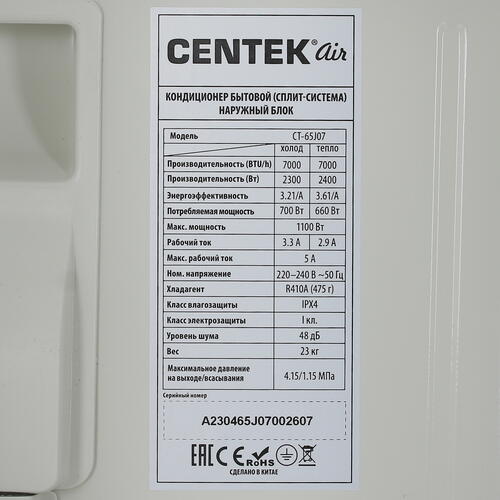 CENTEK® air
КОНДИЦИОНЕР БЫТОВОЙ (СПЛИТ-СИСТЕМА)
НАРУЖНЫЙ БЛОК
Модель CT-65J07
холод тепло
Производительность (BTU/h) 7000 7000
Производительность (Вт) 2300 2400
Энергоэффективность 3.21/A 3.61/A
Потребляемая мощность 700 Вт 660 Вт
Макс. мощность 1100 Вт
Рабочий ток 3.3 А 2.9 А
Макс. рабочий ток 5 А
Ном. напряжение 220–240 В ~50 Гц
Хладагент R410A (475 г)
Класс влагозащиты IPX4
Класс электрозащиты I кл.
Уровень шума 48 дБ
Вес 23 кг
Максимальное давление
на выходе/всасывании 4.15/1.15 МПа
Серийный номер
A230465J07002607
EAC CE RoHS
СДЕЛАНО В КИТАЕ